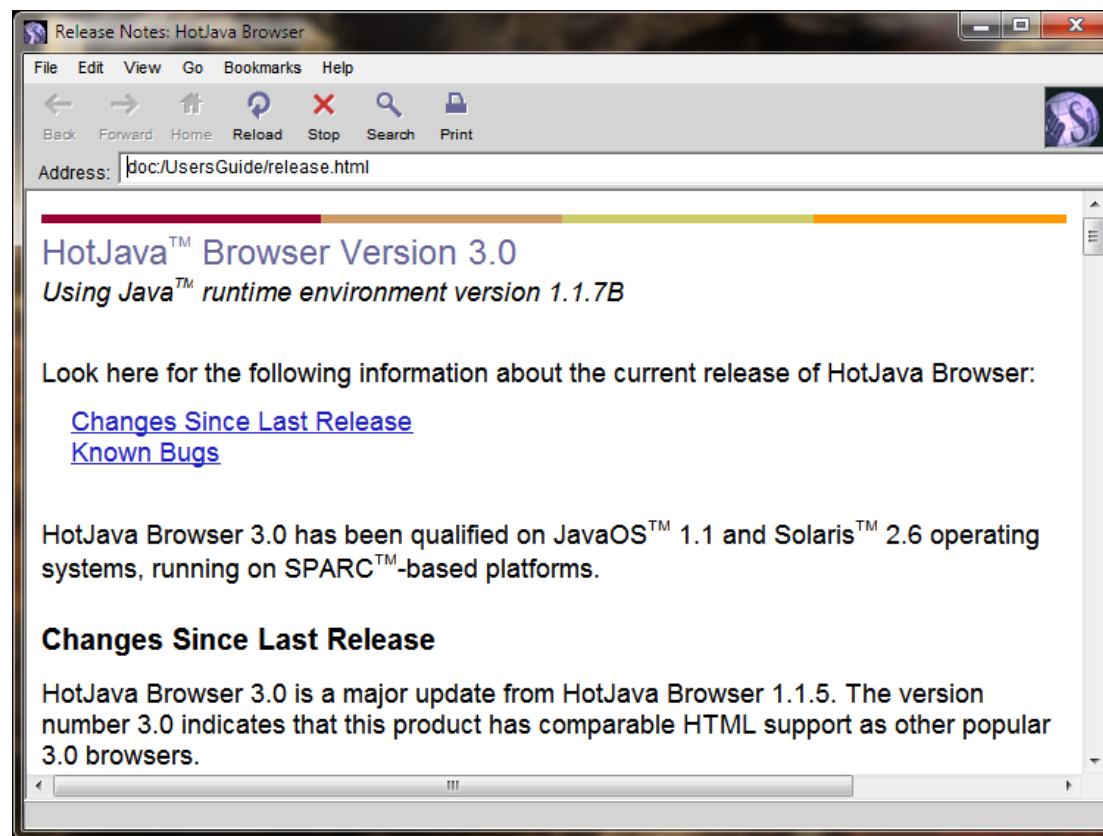 Release Notes: HotJava Browser
File Edit View Go Bookmarks Help
Back Forward Home Reload Stop Search Print
Address: doc:/UsersGuide/release.html
HotJava™ Browser Version 3.0
Using Java™ runtime environment version 1.1.7B
Look here for the following information about the current release of HotJava Browser:
Changes Since Last Release
Known Bugs
HotJava Browser 3.0 has been qualified on JavaOS™ 1.1 and Solaris™ 2.6 operating
systems, running on SPARC™-based platforms.
Changes Since Last Release
HotJava Browser 3.0 is a major update from HotJava Browser 1.1.5. The version
number 3.0 indicates that this product has comparable HTML support as other popular
3.0 browsers.